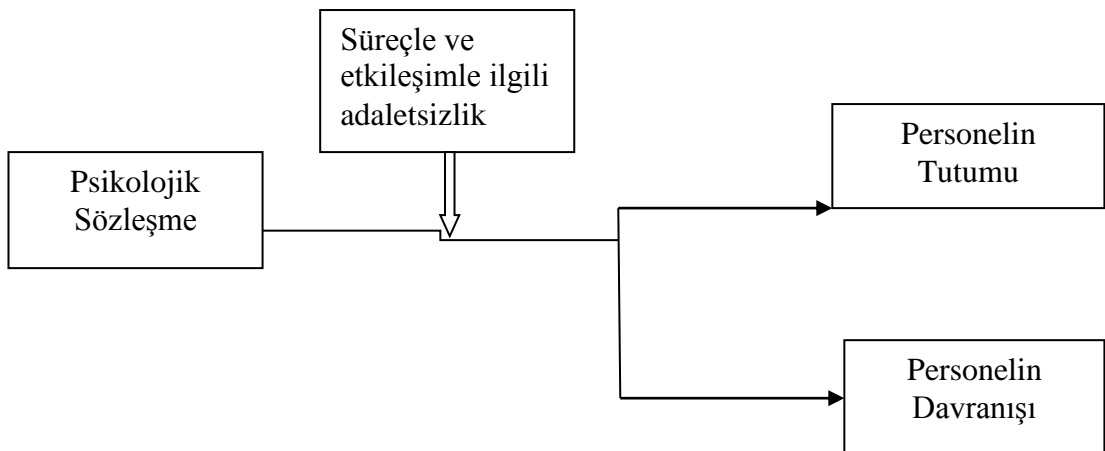 Süreçle ve
etkileşimle ilgili
adaletsizlik
Psikolojik
Sözleşme
Personelin
Tutumu
Personelin
Davranışı